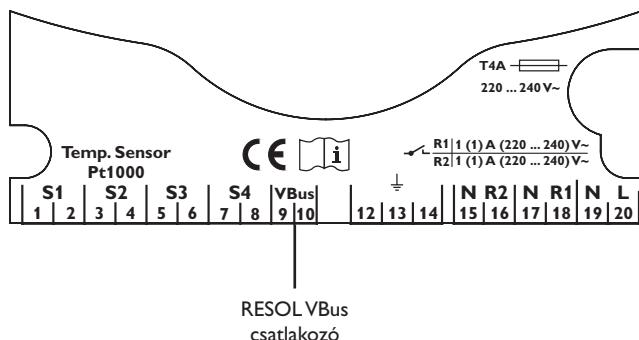 T4A
220 ... 240 V~
R1 1 (1) A (220 ... 240) V~
R2 1 (1) A (220 ... 240) V~
Temp. Sensor
Pt1000
CE i
S1 S2 S3 S4 VBus N R2 N R1 N L
1 2 3 4 5 6 7 8 9 10 12 13 14 15 16 17 18 19 20
RESOL VBus
csatlakozó